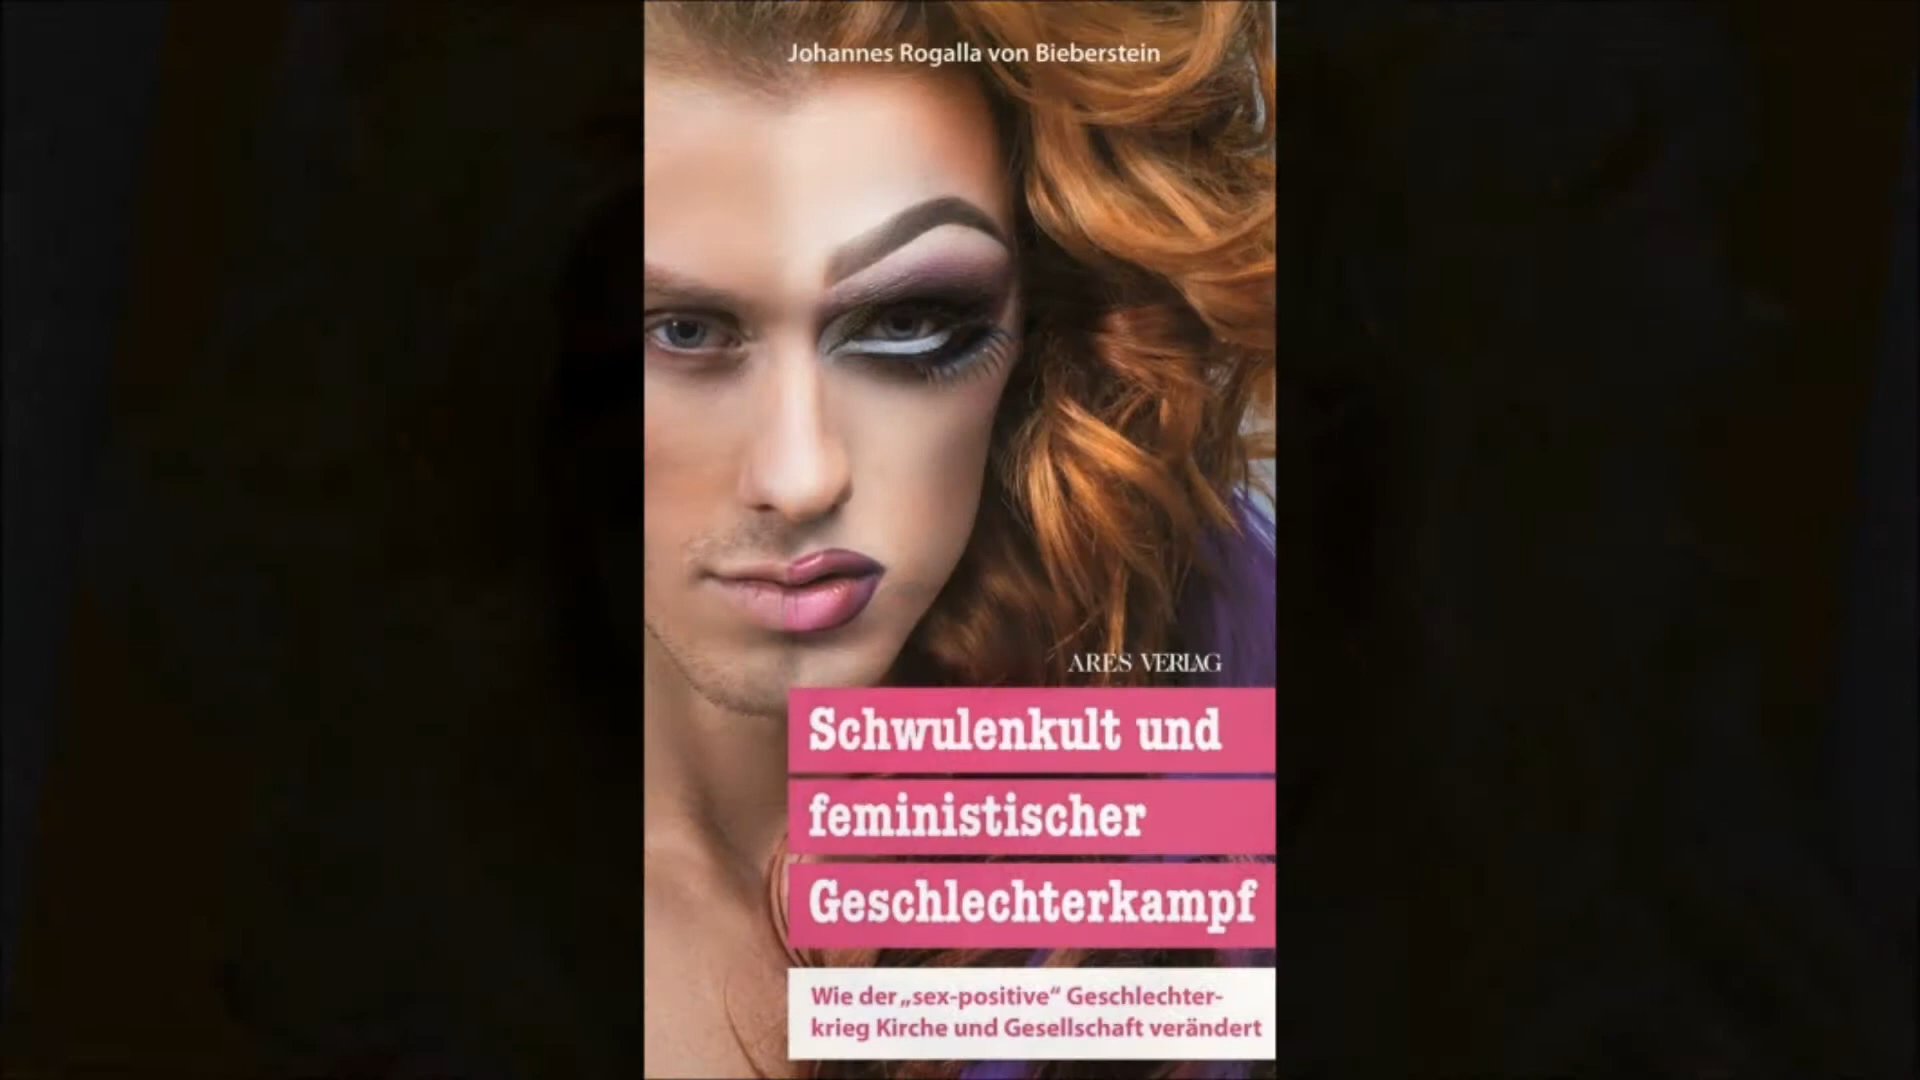 Johannes Rogalla von Bieberstein
ARES VERLAG
Schwulenkult und
feministischer
Geschlechterkampf
Wie der „sex-positive“ Geschlechter-
krieg Kirche und Gesellschaft verändert